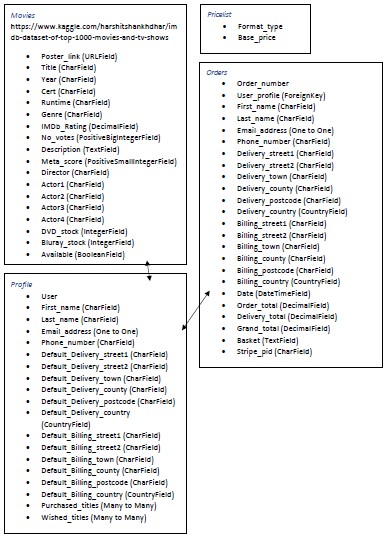 Movies
https://www.kaggle.com/harshitshankhdhar/im
db-dataset-of-top-1000-movies-and-tv-shows
• Poster_link (URLField)
• Title (CharField)
• Year (CharField)
• Cert (CharField)
• Runtime (CharField)
• Genre (CharField)
• IMDb_Rating (DecimalField)
• No_votes (PositiveBigIntegerField)
• Description (TextField)
• Meta_score (PositiveSmallIntegerField)
• Director (CharField)
• Actor1 (CharField)
• Actor2 (CharField)
• Actor3 (CharField)
• Actor4 (CharField)
• DVD_stock (IntegerField)
• Bluray_stock (IntegerField)
• Available (BooleanField)
Profile
• User
• First_name (CharField)
• Last_name (CharField)
• Email_address (One to One)
• Phone_number (CharField)
• Default_Delivery_street1 (CharField)
• Default_Delivery_street2 (CharField)
• Default_Delivery_town (CharField)
• Default_Delivery_county (CharField)
• Default_Delivery_postcode (CharField)
• Default_Delivery_country
(CountryField)
• Default_Billing_street1 (CharField)
• Default_Billing_street2 (CharField)
• Default_Billing_town (CharField)
• Default_Billing_county (CharField)
• Default_Billing_postcode (CharField)
• Default_Billing_country (CountryField)
• Purchased_titles (Many to Many)
• Wished_titles (Many to Many)
Pricelist
• Format_type
• Base_price
Orders
• Order_number
• User_profile (ForeignKey)
• First_name (CharField)
• Last_name (CharField)
• Email_address (One to One)
• Phone_number (CharField)
• Delivery_street1 (CharField)
• Delivery_street2 (CharField)
• Delivery_town (CharField)
• Delivery_county (CharField)
• Delivery_postcode (CharField)
• Delivery_country (CountryField)
• Billing_street1 (CharField)
• Billing_street2 (CharField)
• Billing_town (CharField)
• Billing_county (CharField)
• Billing_postcode (CharField)
• Billing_country (CountryField)
• Date (DateTimeField)
• Order_total (DecimalField)
• Delivery_total (DecimalField)
• Grand_total (DecimalField)
• Basket (TextField)
• Stripe_pid (CharField)